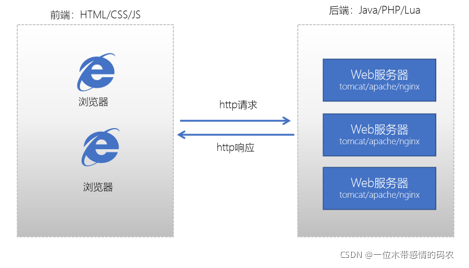 前端：HTML/CSS/JS
后端：Java/PHP/Lua
浏览器
浏览器
http请求
http响应
Web服务器
tomcat/apache/nginx
Web服务器
tomcat/apache/nginx
Web服务器
tomcat/apache/nginx
CSDN @一位木带感情的码农